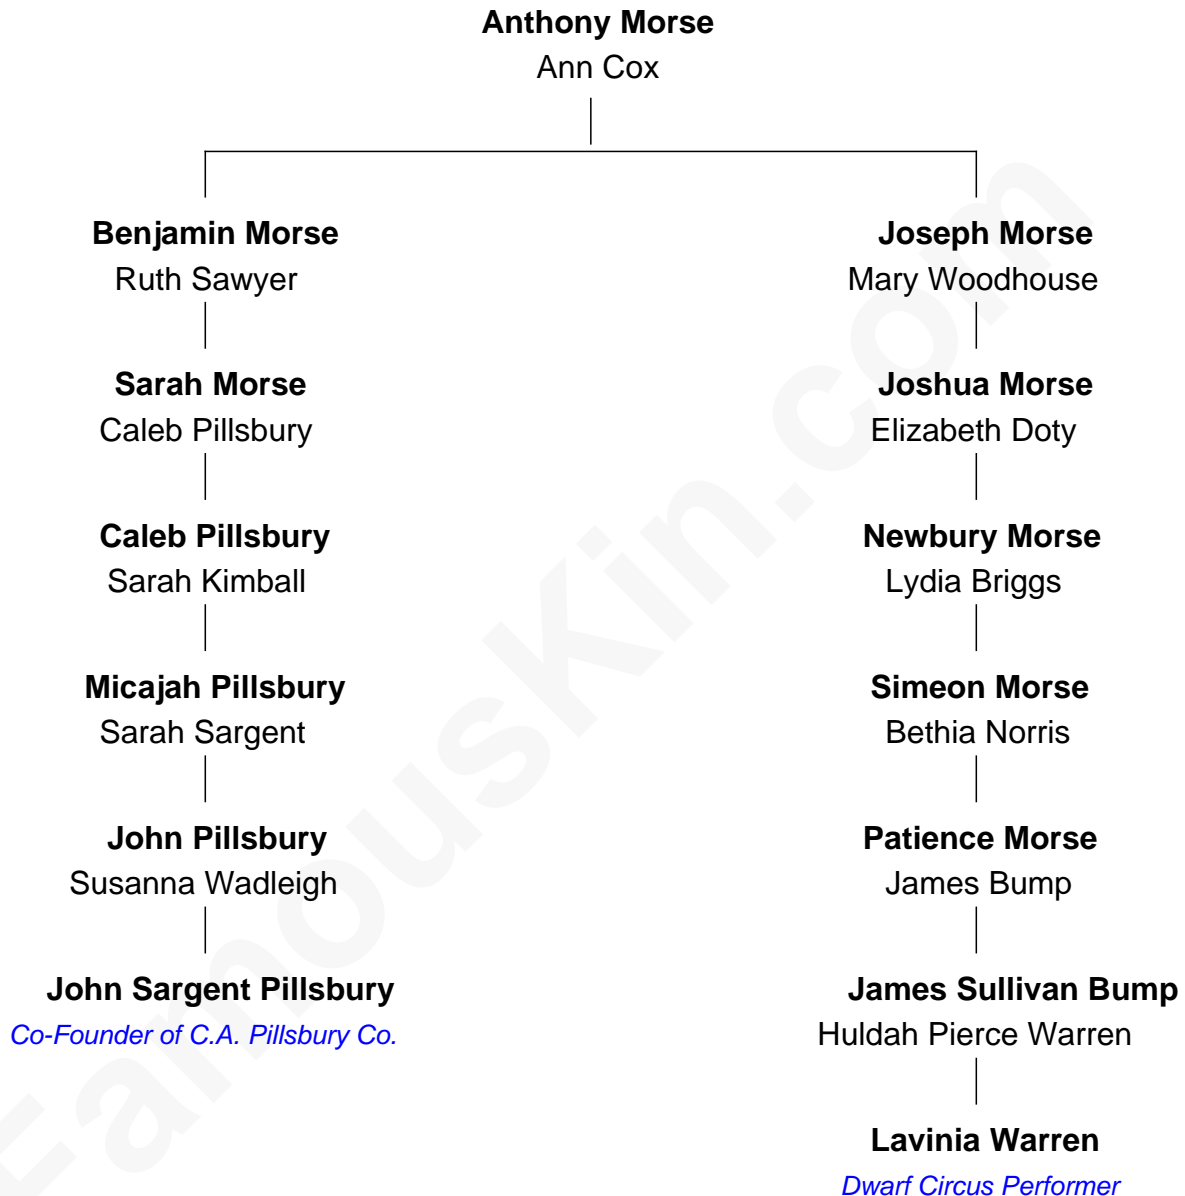 Anthony Morse
Ann Cox
Benjamin Morse
Ruth Sawyer
Sarah Morse
Caleb Pillsbury
Caleb Pillsbury
Sarah Kimball
Micajah Pillsbury
Sarah Sargent
John Pillsbury
Susanna Wadleigh
John Sargent Pillsbury
Co-Founder of C.A. Pillsbury Co.
Joseph Morse
Mary Woodhouse
Joshua Morse
Elizabeth Doty
Newbury Morse
Lydia Briggs
Simeon Morse
Bethia Norris
Patience Morse
James Bump
James Sullivan Bump
Huldah Pierce Warren
Lavinia Warren
Dwarf Circus Performer
FamousKin.com